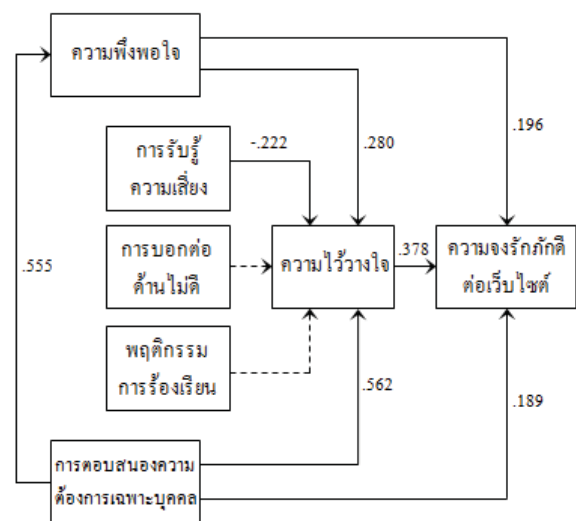 ความพึงพอใจ
.196
-.222
.280
การรับรู้
ความเสี่ยง
.555
การบอกต่อ
ด้านไม่ดี
ความไว้วางใจ
.378
ความจงรักภักดี
ต่อเว็บไซต์
พฤติกรรม
การร้องเรียน
.562
.189
การตอบสนองความ
ต้องการเฉพาะบุคคล